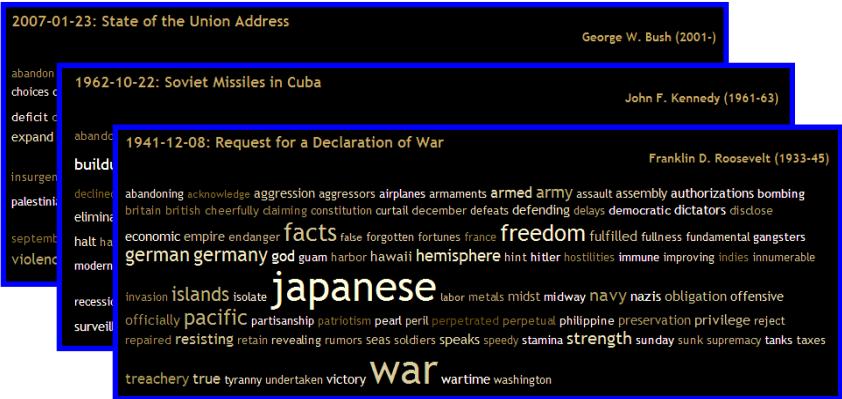 2007-01-23: State of the Union Address
George W. Bush (2001-)
abandon
choices
deficit
expand
insurgen
palestinia
septemb
violenc
1962-10-22: Soviet Missiles in Cuba
John F. Kennedy (1961-63)
abando
buildu
declined
elimina
halt ha
modern
recessio
surveill
1941-12-08: Request for a Declaration of War
Franklin D. Roosevelt (1933-45)
abandoning acknowledge aggression aggressors airplanes armaments armed army assault assembly authorizations bombing
britain british cheerfully claiming constitution curtail december defeats defending delays democratic dictators disclose
economic empire endanger facts false forgotten fortunes france freedom fulfilled fullness fundamental gangsters
german germany god guam harbor hawaii hemisphere hint hitler hostilities immune improving indies innumerable
invasion islands isolate japanese labor metals midst midway navy nazis obligation offensive
officially pacific partisanship patriotism pearl peril perpetrated perpetual philippine preservation privilege reject
repaired resisting retain revealing rumors seas soldiers speaks speedy stamina strength sunday sunk supremacy tanks taxes
treachery true tyranny undertaken victory war wartime washington